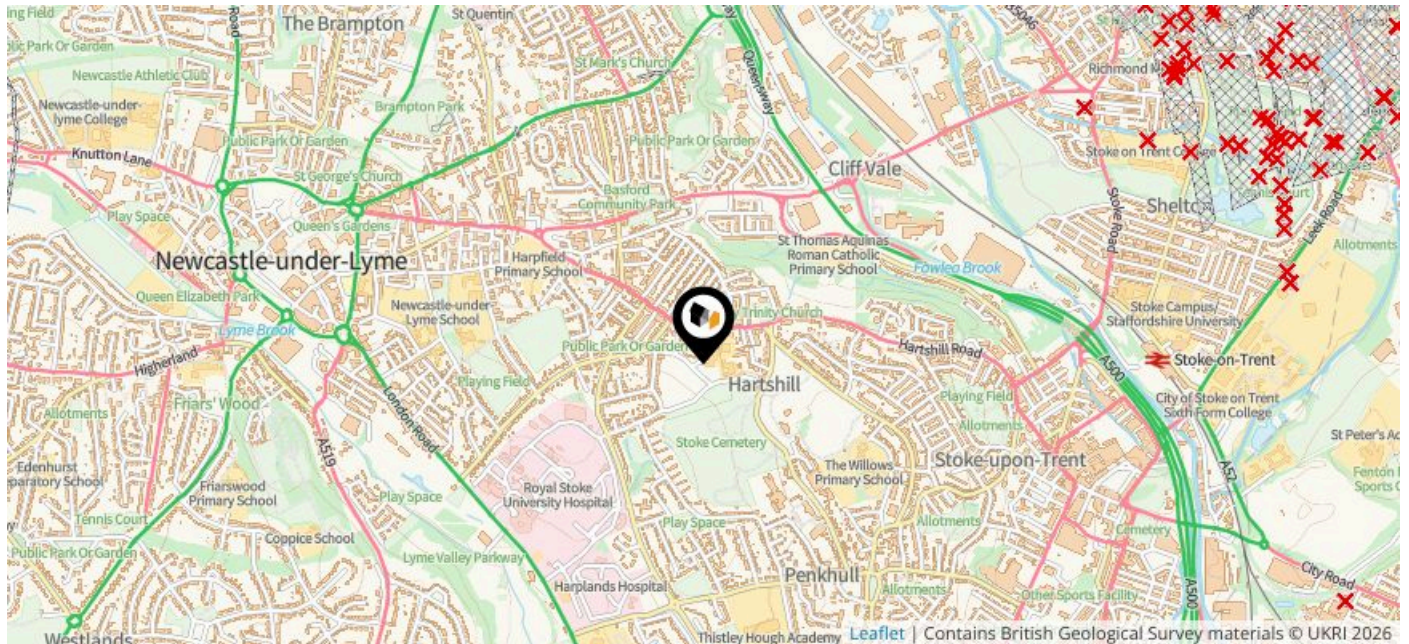 The Brampton
St Quentin
Road
Newcastle Athletic Club
St Mark's Church
Queensway
Richmond
Newcastle-under-
lyme College
Brampton Park
Public Park Or Garden
Public Park Or Garden
Stoke on Trent College
Knutton Lane
St George's Church
Cliff Vale
Basford
Community Park
Stoke Road
Leek Road
Play Space
Queen's Gardens
Allotments
Newcastle-under-Lyme
Harpfield
Primary School
St Thomas Aquinas
Roman Catholic
Primary School
Fowlea Brook
Queen Elizabeth Park
Newcastle-under-
Lyme School
Stoke Campus/
Staffordshire University
Lyme Brook
Trinity Church
Higherland
Public Park Or Garden
Hartshill Road
A500
Stoke-on-Trent
Playing Field
Hartshill
Playing Field
City of Stoke on Trent
Sixth Form College
Friars' Wood
London Road
Allotments
Allotments
A519
Stoke Cemetery
Stoke-upon-Trent
St Peter's
A52
Edenhurst
Friarswood
Primary School
Royal Stoke
University Hospital
The Willows
Primary School
Fenton
Play Space
Tennis Court
Play Space
Allotments
Cemetery
Coppice School
Public Park Or Garden
Lyme Valley Parkway
Harplands Hospital
Penkhull
Allotments
Other Sports Facility
A500
City Road
Westlands
Thistley Hough Academy
Leaflet | Contains British Geological Survey materials © UKRI 2026